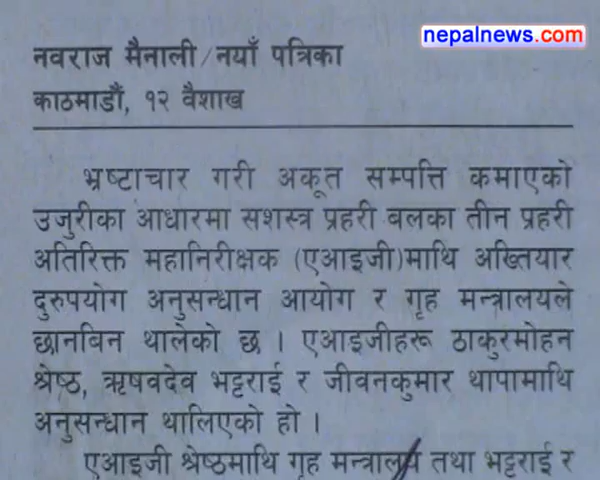 nepalnews.com
नवराज मैनाली/नयाँ पत्रिका
काठमाडौं, १२ वैशाख
भ्रष्टाचार गरी अकूत सम्पत्ति कमाएको
उजुरीका आधारमा सशस्त्र प्रहरी बलका तीन प्रहरी
अतिरिक्त महानिरीक्षक (एआइजी)माथि अख्तियार
दुरुपयोग अनुसन्धान आयोग र गृह मन्त्रालयले
छानबिन थालेको छ । एआइजीहरू ठाकुरमोहन
श्रेष्ठ, ऋषवदेव भट्टराई र जीवनकुमार थापामाथि
अनुसन्धान थालिएको हो ।
एआइजी श्रेष्ठमाथि गृह मन्त्रालय तथा भट्टराई र